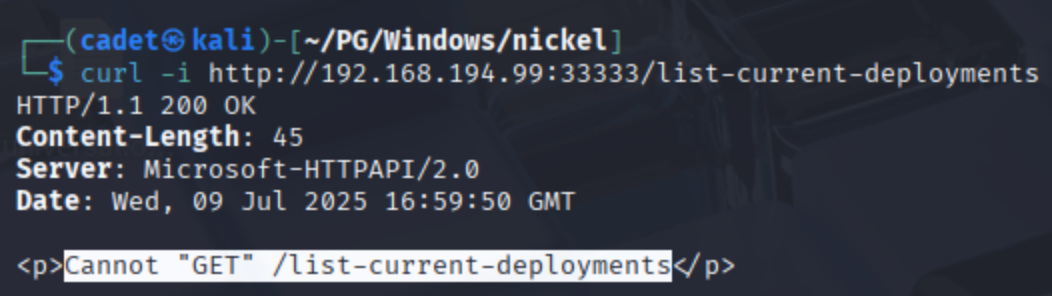 ┌──(cadet㉿kali)-[~/PG/Windows/nickel]
└─$ curl -i http://192.168.194.99:33333/list-current-deployments
HTTP/1.1 200 OK
Content-Length: 45
Server: Microsoft-HTTPAPI/2.0
Date: Wed, 09 Jul 2025 16:59:50 GMT
<p>Cannot "GET" /list-current-deployments</p>